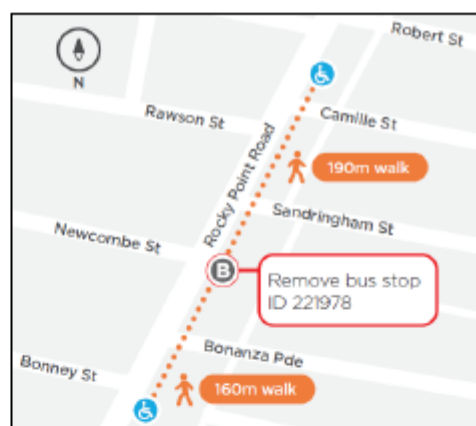 Robert St
N
Rawson St
Camille St
Rocky Point Road
190m walk
Sandringham St
Newcombe St
B
Remove bus stop
ID 221978
Bonanza Pde
Bonney St
160m walk